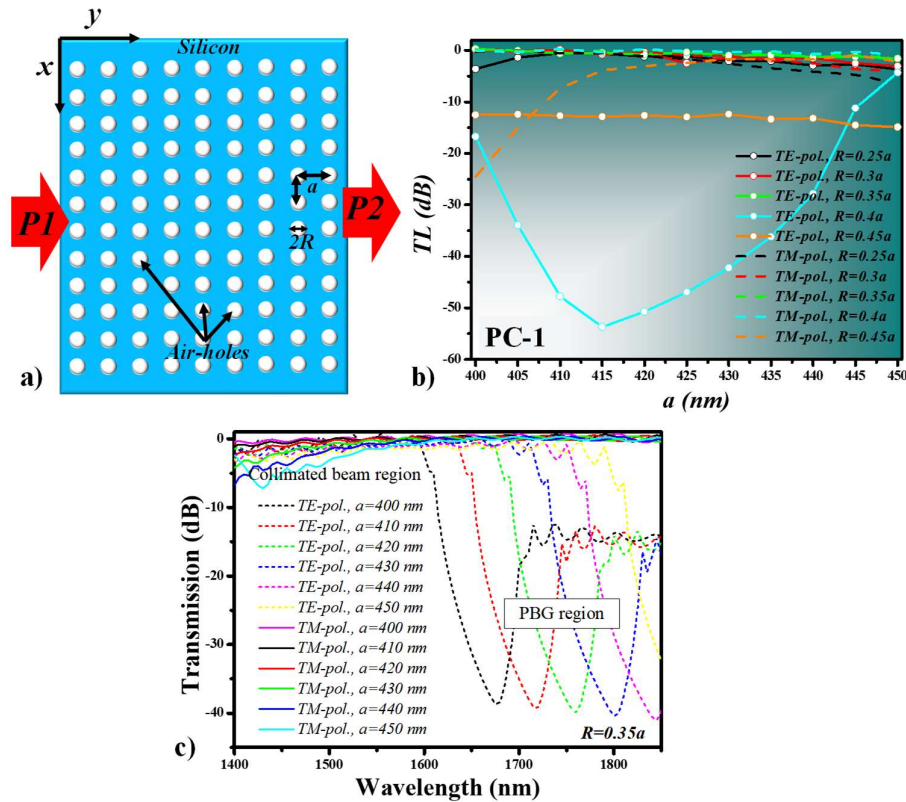 y
x
Silicon
a
P1
P2
2R
Air-holes
a)
TL (dB)
0
-10
-20
-30
-40
-50
-60
TE-pol., R=0.25a
TE-pol., R=0.3a
TE-pol., R=0.35a
TE-pol., R=0.4a
TE-pol., R=0.45a
TM-pol., R=0.25a
TM-pol., R=0.3a
TM-pol., R=0.35a
TM-pol., R=0.4a
TM-pol., R=0.45a
PC-1
400 405 410 415 420 425 430 435 440 445 450
a (nm)
b)
Transmission (dB)
0
-10
-20
-30
-40
Collimated beam region
TE-pol., a=400 nm
TE-pol., a=410 nm
TE-pol., a=420 nm
TE-pol., a=430 nm
TE-pol., a=440 nm
TE-pol., a=450 nm
TM-pol., a=400 nm
TM-pol., a=410 nm
TM-pol., a=420 nm
TM-pol., a=430 nm
TM-pol., a=440 nm
TM-pol., a=450 nm
PBG region
R=0.35a
1400 1500 1600 1700 1800
Wavelength (nm)
c)